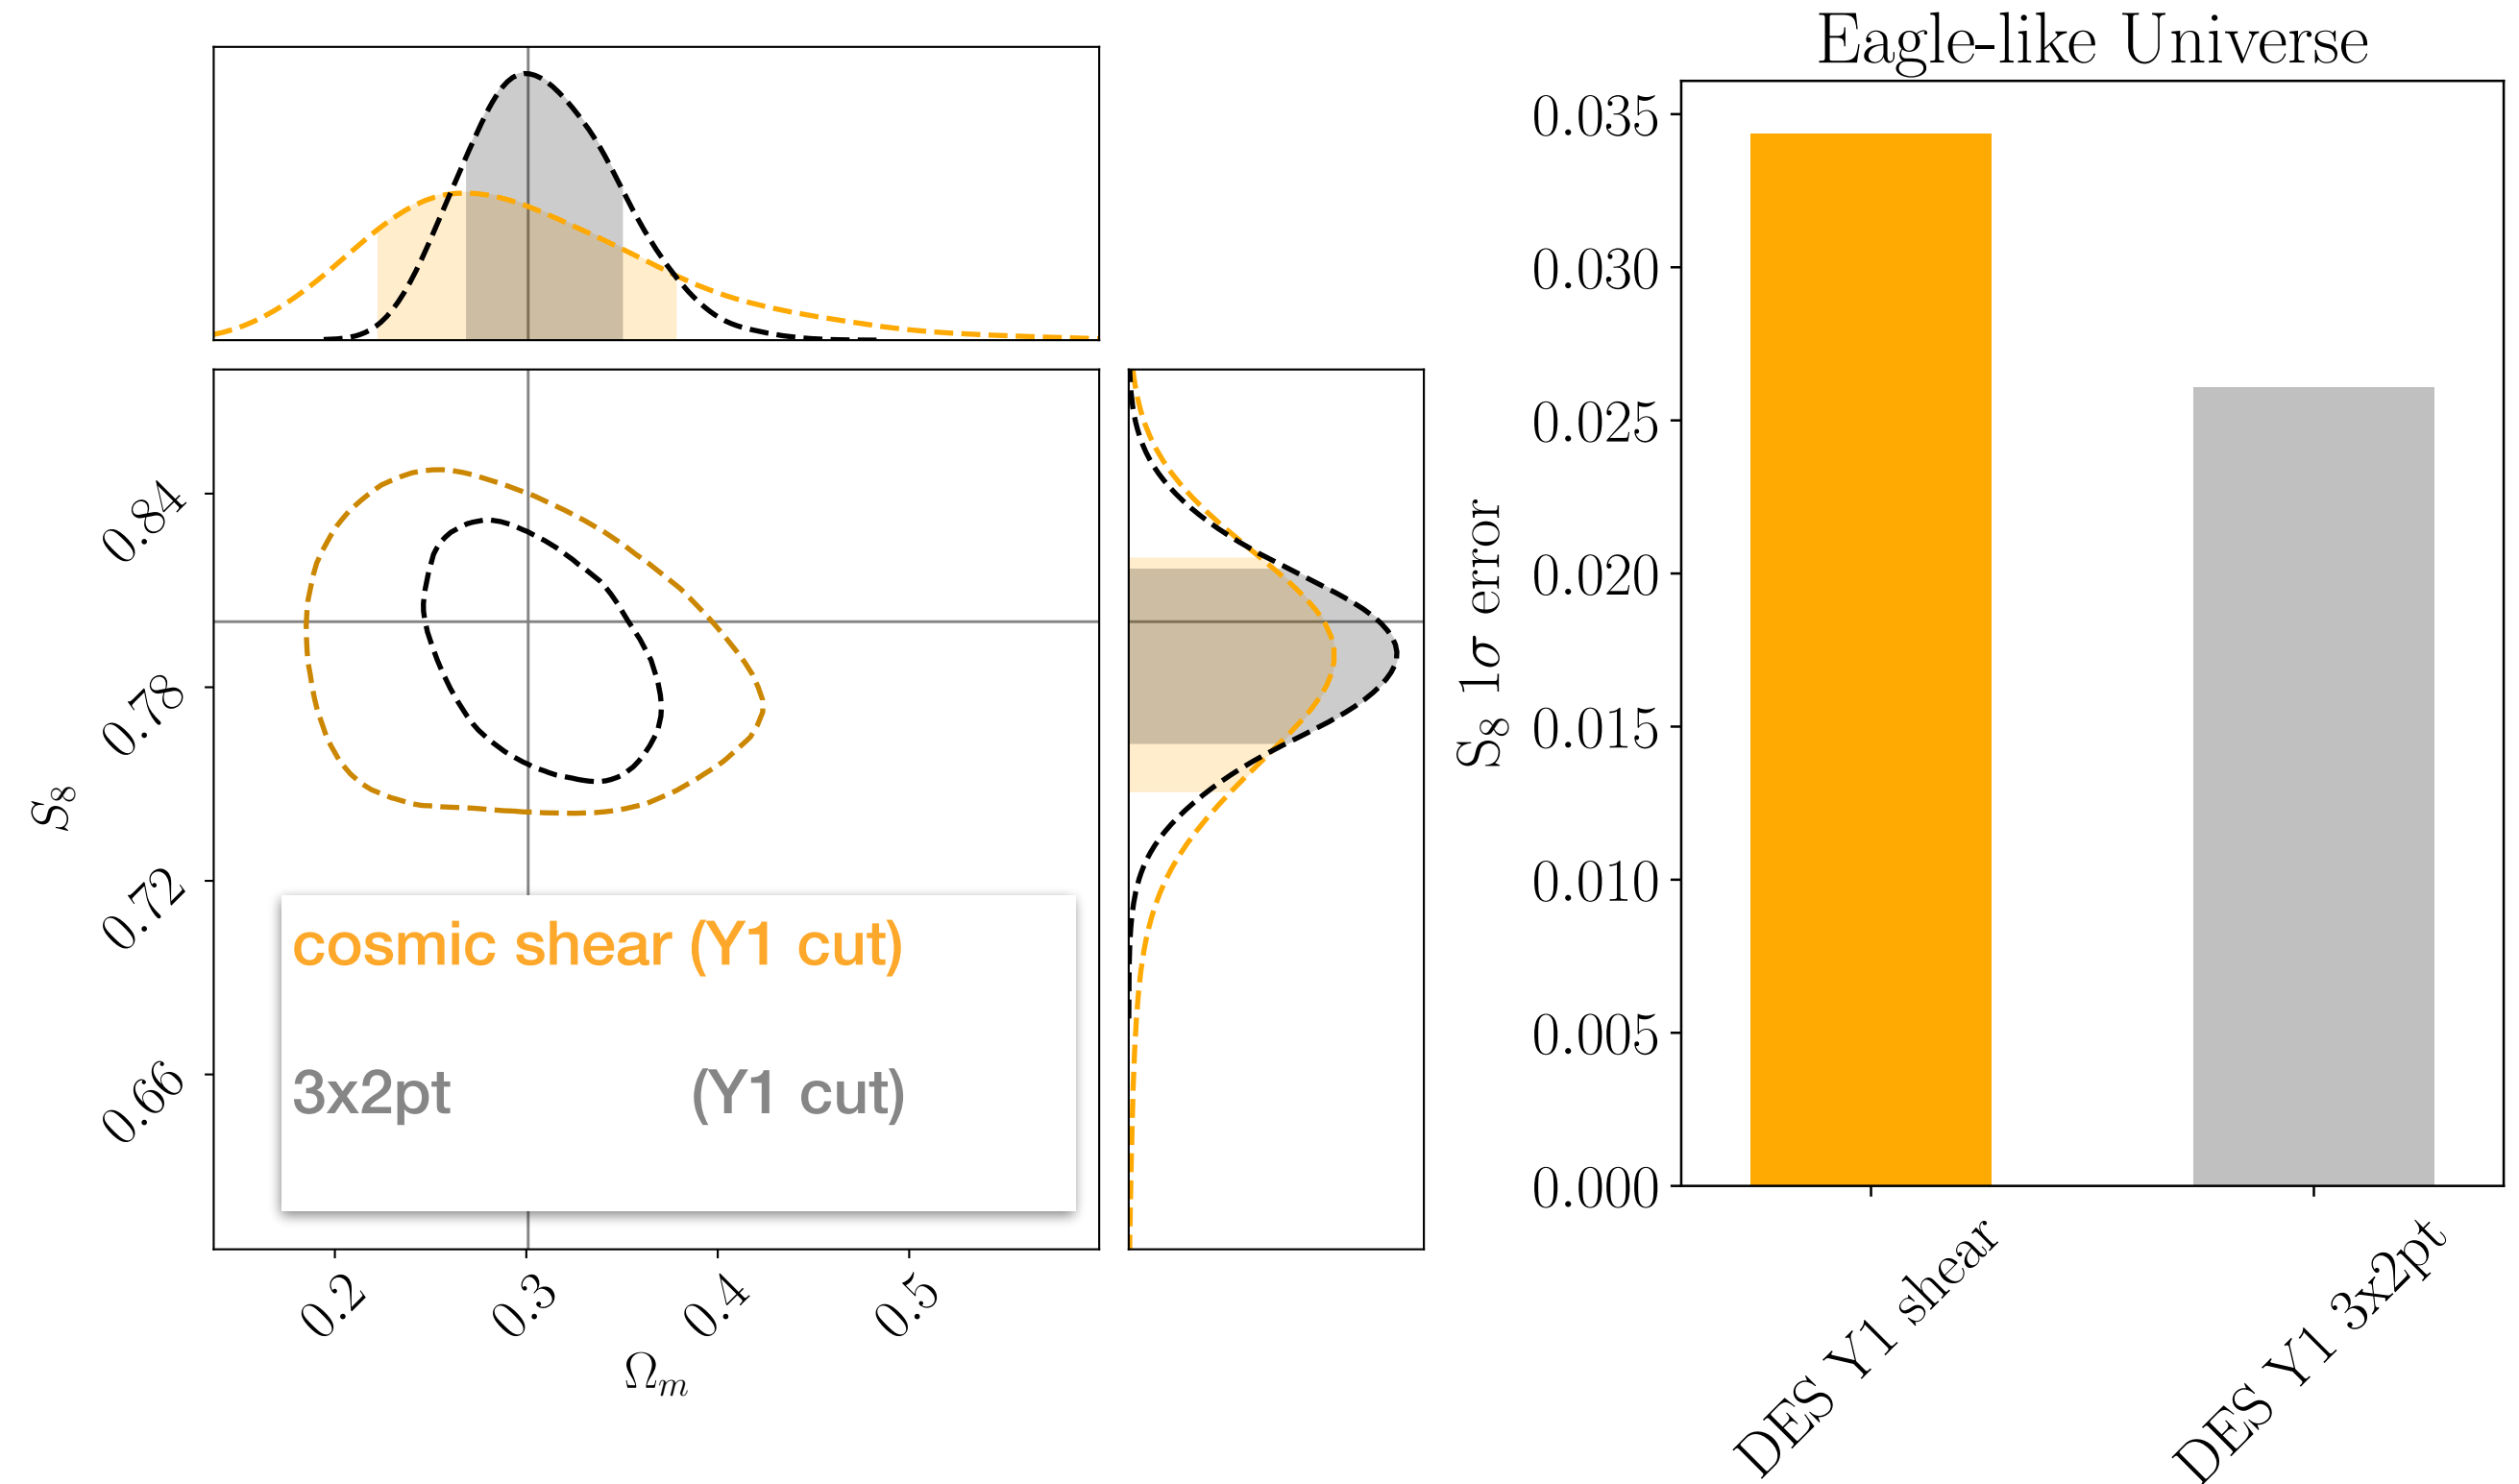 Eagle-like Universe
0.84
0.78
0.72
0.66
S₈
cosmic shear (Y1 cut)
3x2pt (Y1 cut)
0.2
0.3
0.4
0.5
Ωₘ
0.035
0.030
0.025
0.020
0.015
0.010
0.005
0.000
S₈ 1σ error
DES Y1 shear
DES Y1 3x2pt